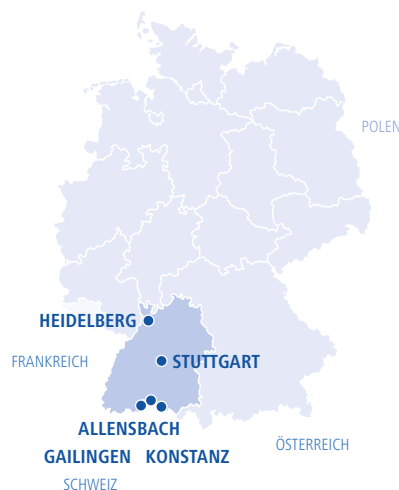 POLEN
HEIDELBERG
FRANKREICH
STUTTGART
ALLENSBACH
GAILINGEN KONSTANZ
ÖSTERREICH
SCHWEIZ